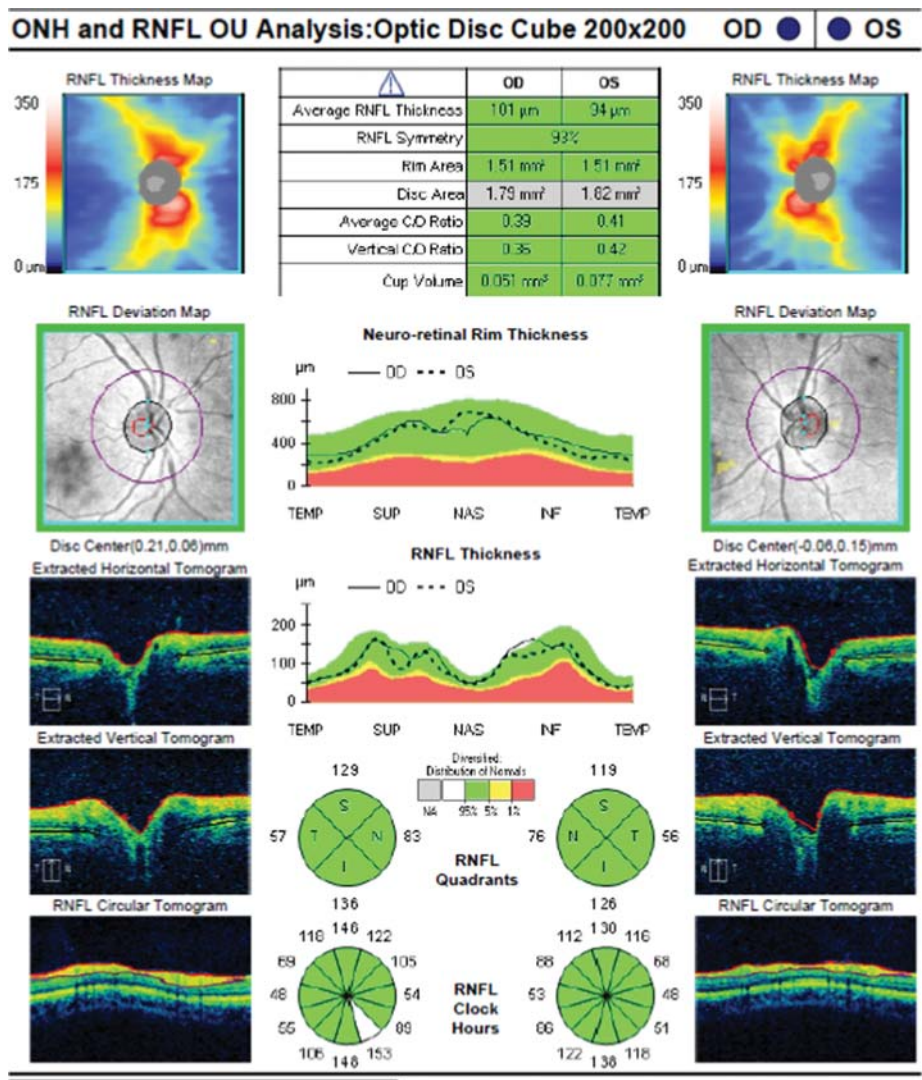 ONH and RNFL OU Analysis:Optic Disc Cube 200x200 OD OS
RNFL Thickness Map
350
175
0 µm
OD OS
Average RNFL Thickness 101 µm 94 µm
RNFL Symmetry 93%
Rim Area 1.51 mm² 1.51 mm²
Disc Area 1.79 mm² 1.82 mm²
Average C/D Ratio 0.39 0.41
Vertical C/D Ratio 0.42
Cup Volume 0.051 mm³ 0.077 mm³
RNFL Thickness Map
350
175
0 µm
RNFL Deviation Map
Disc Center(0.21,0.06)mm
Neuro-retinal Rim Thickness
µm OD OS
800
400
0
TEMP SUP NAS INF TEMP
RNFL Deviation Map
Disc Center(-0.06,0.15)mm
Extracted Horizontal Tomogram
T N
RNFL Thickness
µm OD OS
200
100
0
TEMP SUP NAS INF TEMP
Extracted Horizontal Tomogram
N T
Extracted Vertical Tomogram
Diversified:
Distribution of Normals
NA 95% 5% 1%
129
57 S T N I 83
136
RNFL
Quadrants
119
76 S N T I 56
126
Extracted Vertical Tomogram
RNFL Circular Tomogram
146
118 122
69 105
48 54
55 89
106 153
148
RNFL
Clock
Hours
130
112 116
88 68
53 48
86 51
122 118
138
RNFL Circular Tomogram